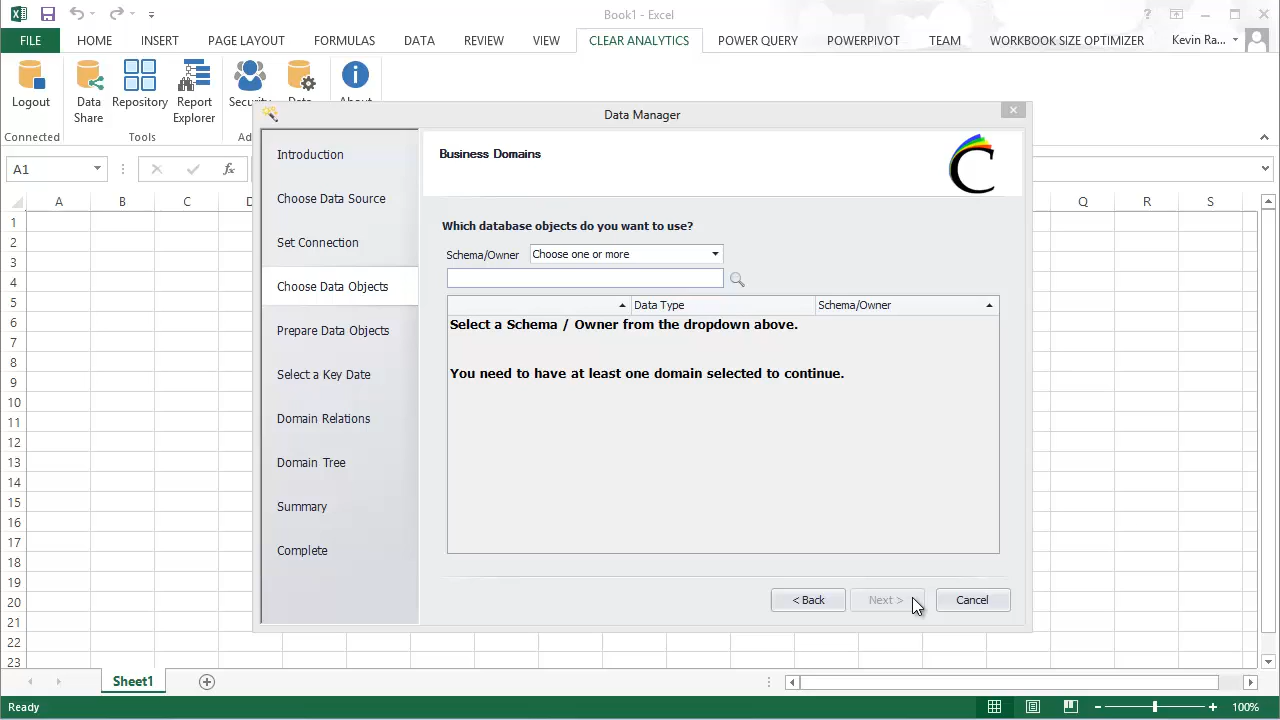 Book1 - Excel
?
FILE HOME INSERT PAGE LAYOUT FORMULAS DATA REVIEW VIEW CLEAR ANALYTICS POWER QUERY POWERPIVOT TEAM WORKBOOK SIZE OPTIMIZER Kevin Ra...
Logout Data Share Repository Report Explorer
About
Connected Tools
A1 fx
A B C Q R S
1
2
3
4
5
6
7
8
9
10
11
12
13
14
15
16
17
18
19
20
21
22
23
Data Manager
Introduction
Choose Data Source
Set Connection
Choose Data Objects
Prepare Data Objects
Select a Key Date
Domain Relations
Domain Tree
Summary
Complete
Business Domains
C
Which database objects do you want to use?
Schema/Owner Choose one or more
Data Type Schema/Owner
Select a Schema / Owner from the dropdown above.
You need to have at least one domain selected to continue.
< Back Next > Cancel
Sheet1
Ready 100%